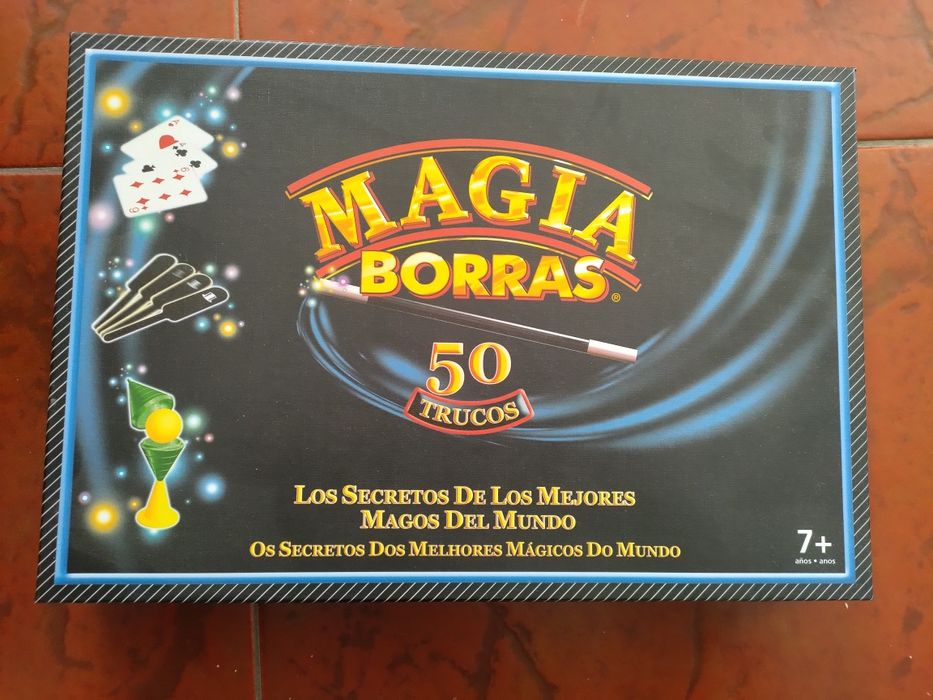 MAGIA
BORRAS®
50
TRUCOS
LOS SECRETOS DE LOS MEJORES
MAGOS DEL MUNDO
OS SECRETOS DOS MELHORES MÁGICOS DO MUNDO
7+
años • anos